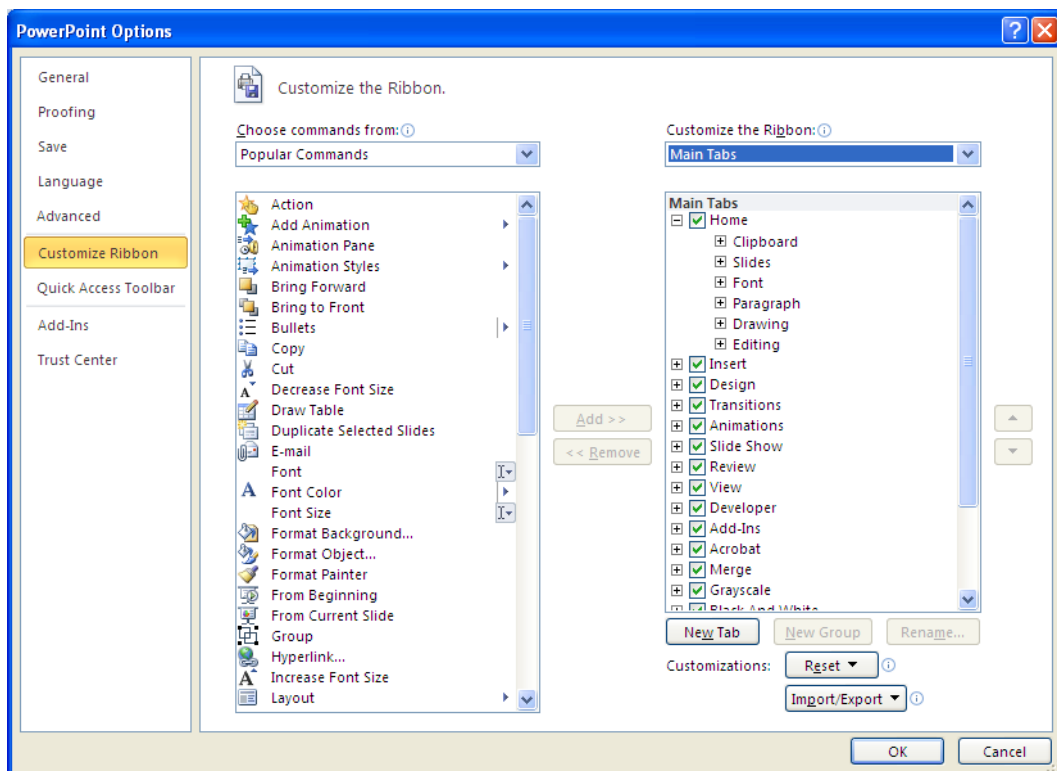 PowerPoint Options
General
Proofing
Save
Language
Advanced
Customize Ribbon
Quick Access Toolbar
Add-Ins
Trust Center
Customize the Ribbon.
Choose commands from:
Popular Commands
Action
Add Animation
Animation Pane
Animation Styles
Bring Forward
Bring to Front
Bullets
Copy
Cut
Decrease Font Size
Draw Table
Duplicate Selected Slides
E-mail
Font
Font Color
Font Size
Format Background...
Format Object...
Format Painter
From Beginning
From Current Slide
Group
Hyperlink...
Increase Font Size
Layout
Add >>
<< Remove
Customize the Ribbon:
Main Tabs
Main Tabs
Home
Clipboard
Slides
Font
Paragraph
Drawing
Editing
Insert
Design
Transitions
Animations
Slide Show
Review
View
Developer
Add-Ins
Acrobat
Merge
Grayscale
Black And White
New Tab
New Group
Rename...
Customizations:
Reset
Import/Export
OK
Cancel